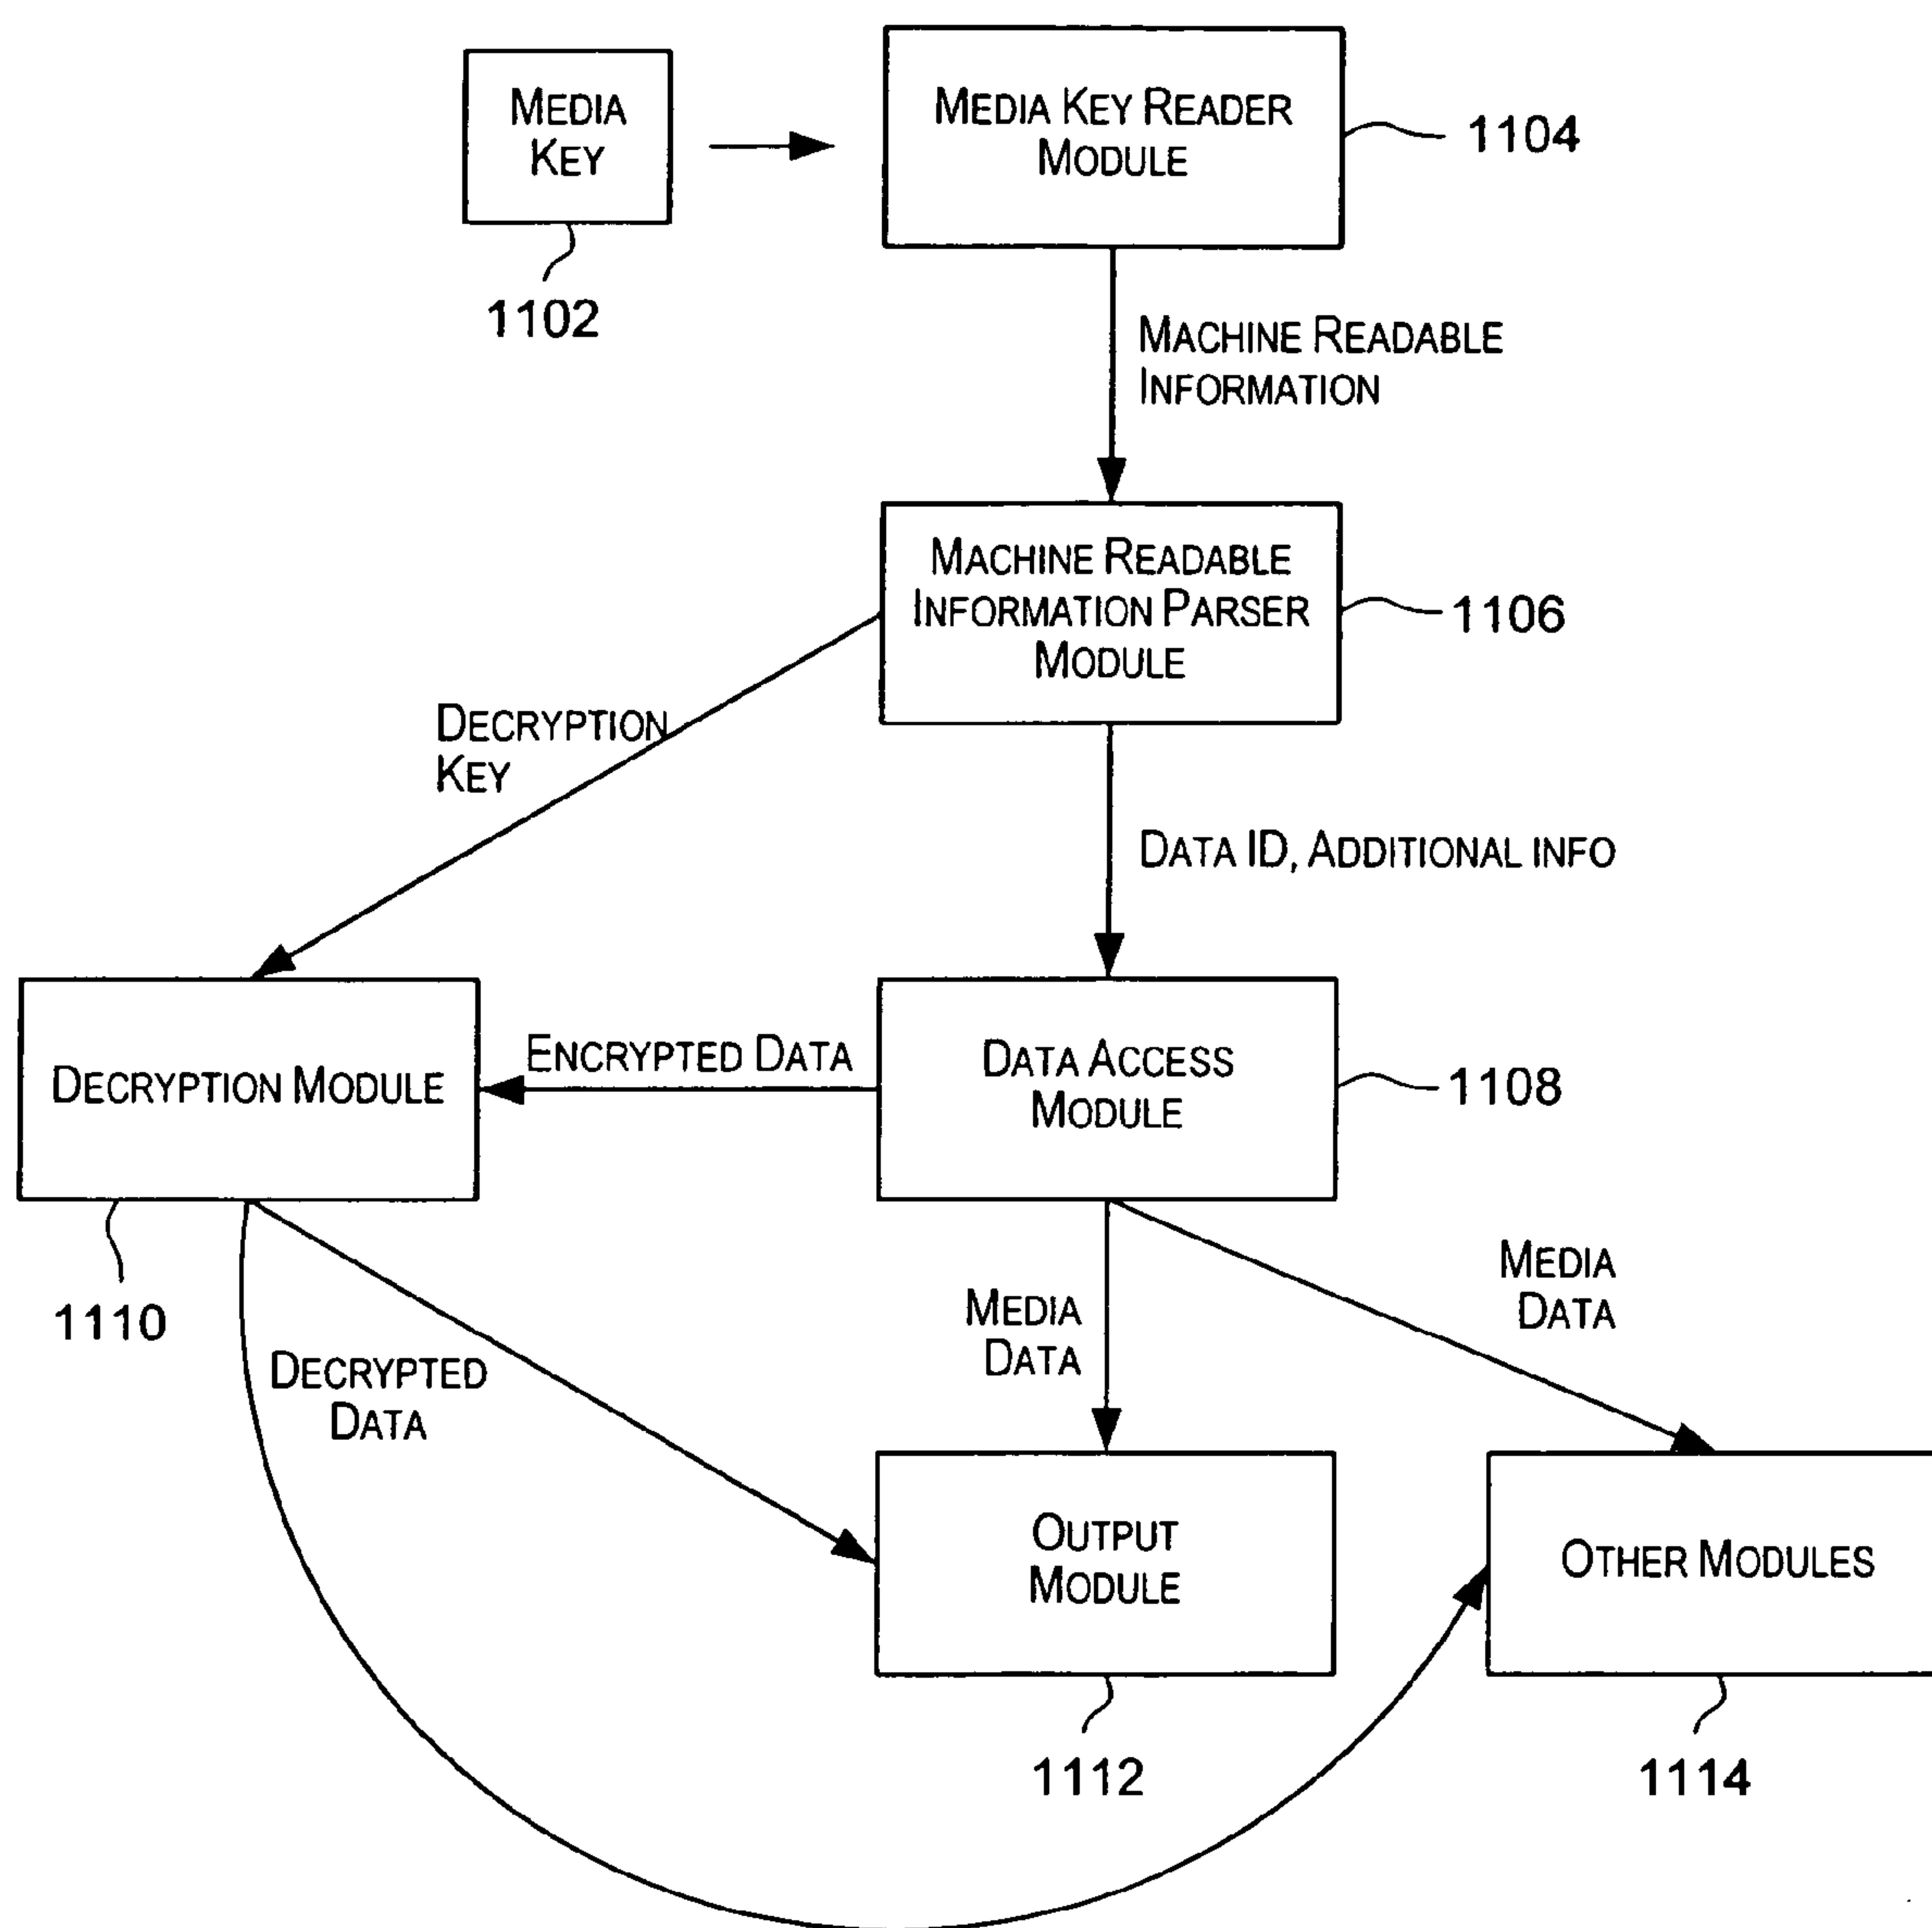 MEDIA
KEY
MEDIA KEY READER
MODULE
1104
1102
MACHINE READABLE
INFORMATION
MACHINE READABLE
INFORMATION PARSER
MODULE
1106
DECRYPTION
KEY
DATA ID, ADDITIONAL INFO
DECRYPTION MODULE
ENCRYPTED DATA
DATA ACCESS
MODULE
1108
1110
MEDIA
DATA
MEDIA
DATA
DECRYPTED
DATA
OUTPUT
MODULE
OTHER MODULES
1112
1114